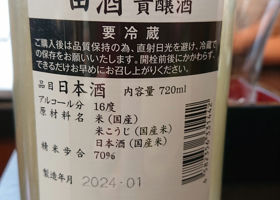 田酒 貴醸酒
要冷蔵
ご購入後は品質保持の為、直射日光を避け、冷蔵で
の保存をお願いいたします。開栓前後にかかわらず、
できるだけお早めにお召し上がりください。
品目 日本酒 内容量 720ml
アルコール分 16度
原材料名 米(国産)
米こうじ(国産米)
日本酒(国産米)
精米歩合 70%
製造年月 2024-01